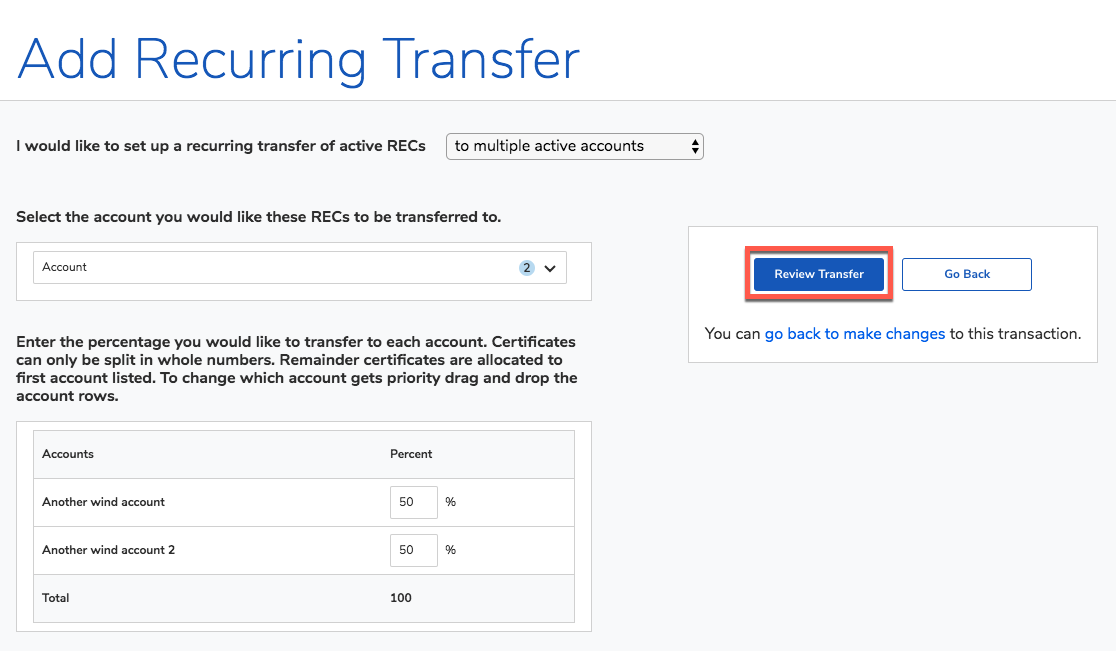 Add Recurring Transfer
I would like to set up a recurring transfer of active RECs to multiple active accounts
Select the account you would like these RECs to be transferred to.
Account 2
Review Transfer Go Back
You can go back to make changes to this transaction.
Enter the percentage you would like to transfer to each account. Certificates
can only be split in whole numbers. Remainder certificates are allocated to
first account listed. To change which account gets priority drag and drop the
account rows.
Accounts Percent
Another wind account 50 %
Another wind account 2 50 %
Total 100